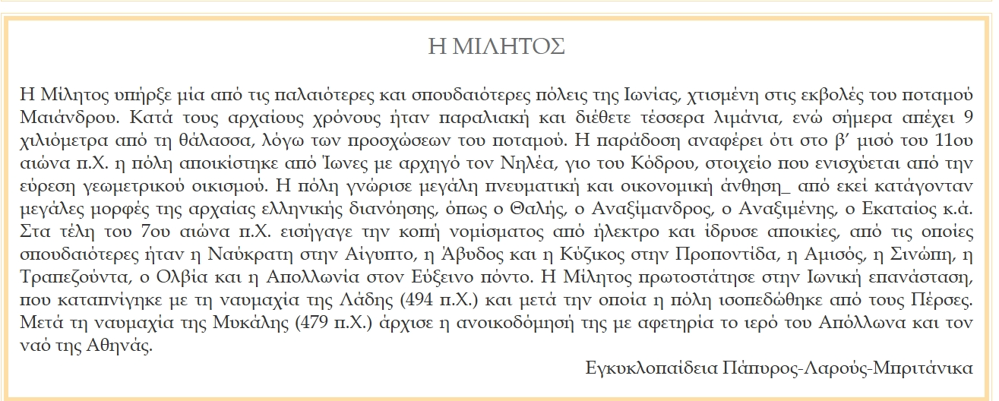 Η ΜΙΛΗΤΟΣ
Η Μίλητος υπήρξε μία από τις παλαιότερες και σπουδαιότερες πόλεις της Ιωνίας, χτισμένη στις εκβολές του ποταμού
Μαιάνδρου. Κατά τους αρχαίους χρόνους ήταν παραλιακή και διέθετε τέσσερα λιμάνια, ενώ σήμερα απέχει 9
χιλιόμετρα από τη θάλασσα, λόγω των προσχώσεων του ποταμού. Η παράδοση αναφέρει ότι στο β’ μισό του 11ου
αιώνα π.Χ. η πόλη αποικίστηκε από Ίωνες με αρχηγό τον Νηλέα, γιο του Κόδρου, στοιχείο που ενισχύεται από την
εύρεση γεωμετρικού οικισμού. Η πόλη γνώρισε μεγάλη πνευματική και οικονομική άνθηση_ από εκεί κατάγονταν
μεγάλες μορφές της αρχαίας ελληνικής διανόησης, όπως ο Θαλής, ο Αναξίμανδρος, ο Αναξιμένης, ο Εκαταίος κ.ά.
Στα τέλη του 7ου αιώνα π.Χ. εισήγαγε την κοπή νομίσματος από ήλεκτρο και ίδρυσε αποικίες, από τις οποίες
σπουδαιότερες ήταν η Ναύκρατη στην Αίγυπτο, η Άβυδος και η Κύζικος στην Προποντίδα, η Αμισός, η Σινώπη, η
Τραπεζούντα, ο Ολβία και η Απολλωνία στον Εύξεινο πόντο. Η Μίλητος πρωτοστάτησε στην Ιωνική επανάσταση,
που καταπνίγηκε με τη ναυμαχία της Λάδης (494 π.Χ.) και μετά την οποία η πόλη ισοπεδώθηκε από τους Πέρσες.
Μετά τη ναυμαχία της Μυκάλης (479 π.Χ.) άρχισε η ανοικοδόμησή της με αφετηρία το ιερό του Απόλλωνα και τον
ναό της Αθηνάς.
Εγκυκλοπαίδεια Πάπυρος-Λαρούς-Μπριτάνικα